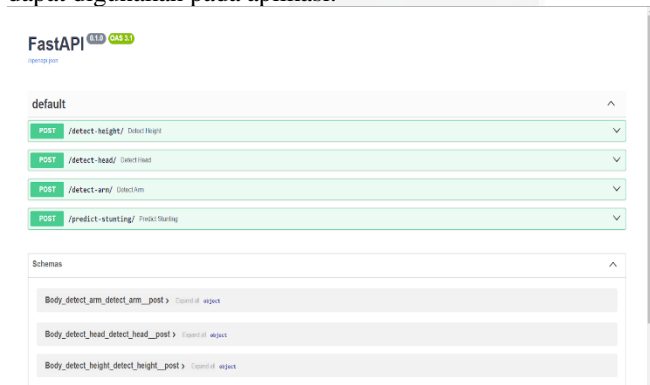 dapat digunakan pada aplikasi.
FastAPI 0.1.0 OAS 3.1
/openapi.json
default
POST /detect-height/ Detect Height
POST /detect-head/ Detect Head
POST /detect-arm/ Detect Arm
POST /predict-stunting/ Predict Stunting
Schemas
Body_detect_arm_detect_arm__post > Expand all object
Body_detect_head_detect_head__post > Expand all object
Body_detect_height_detect_height__post > Expand all object